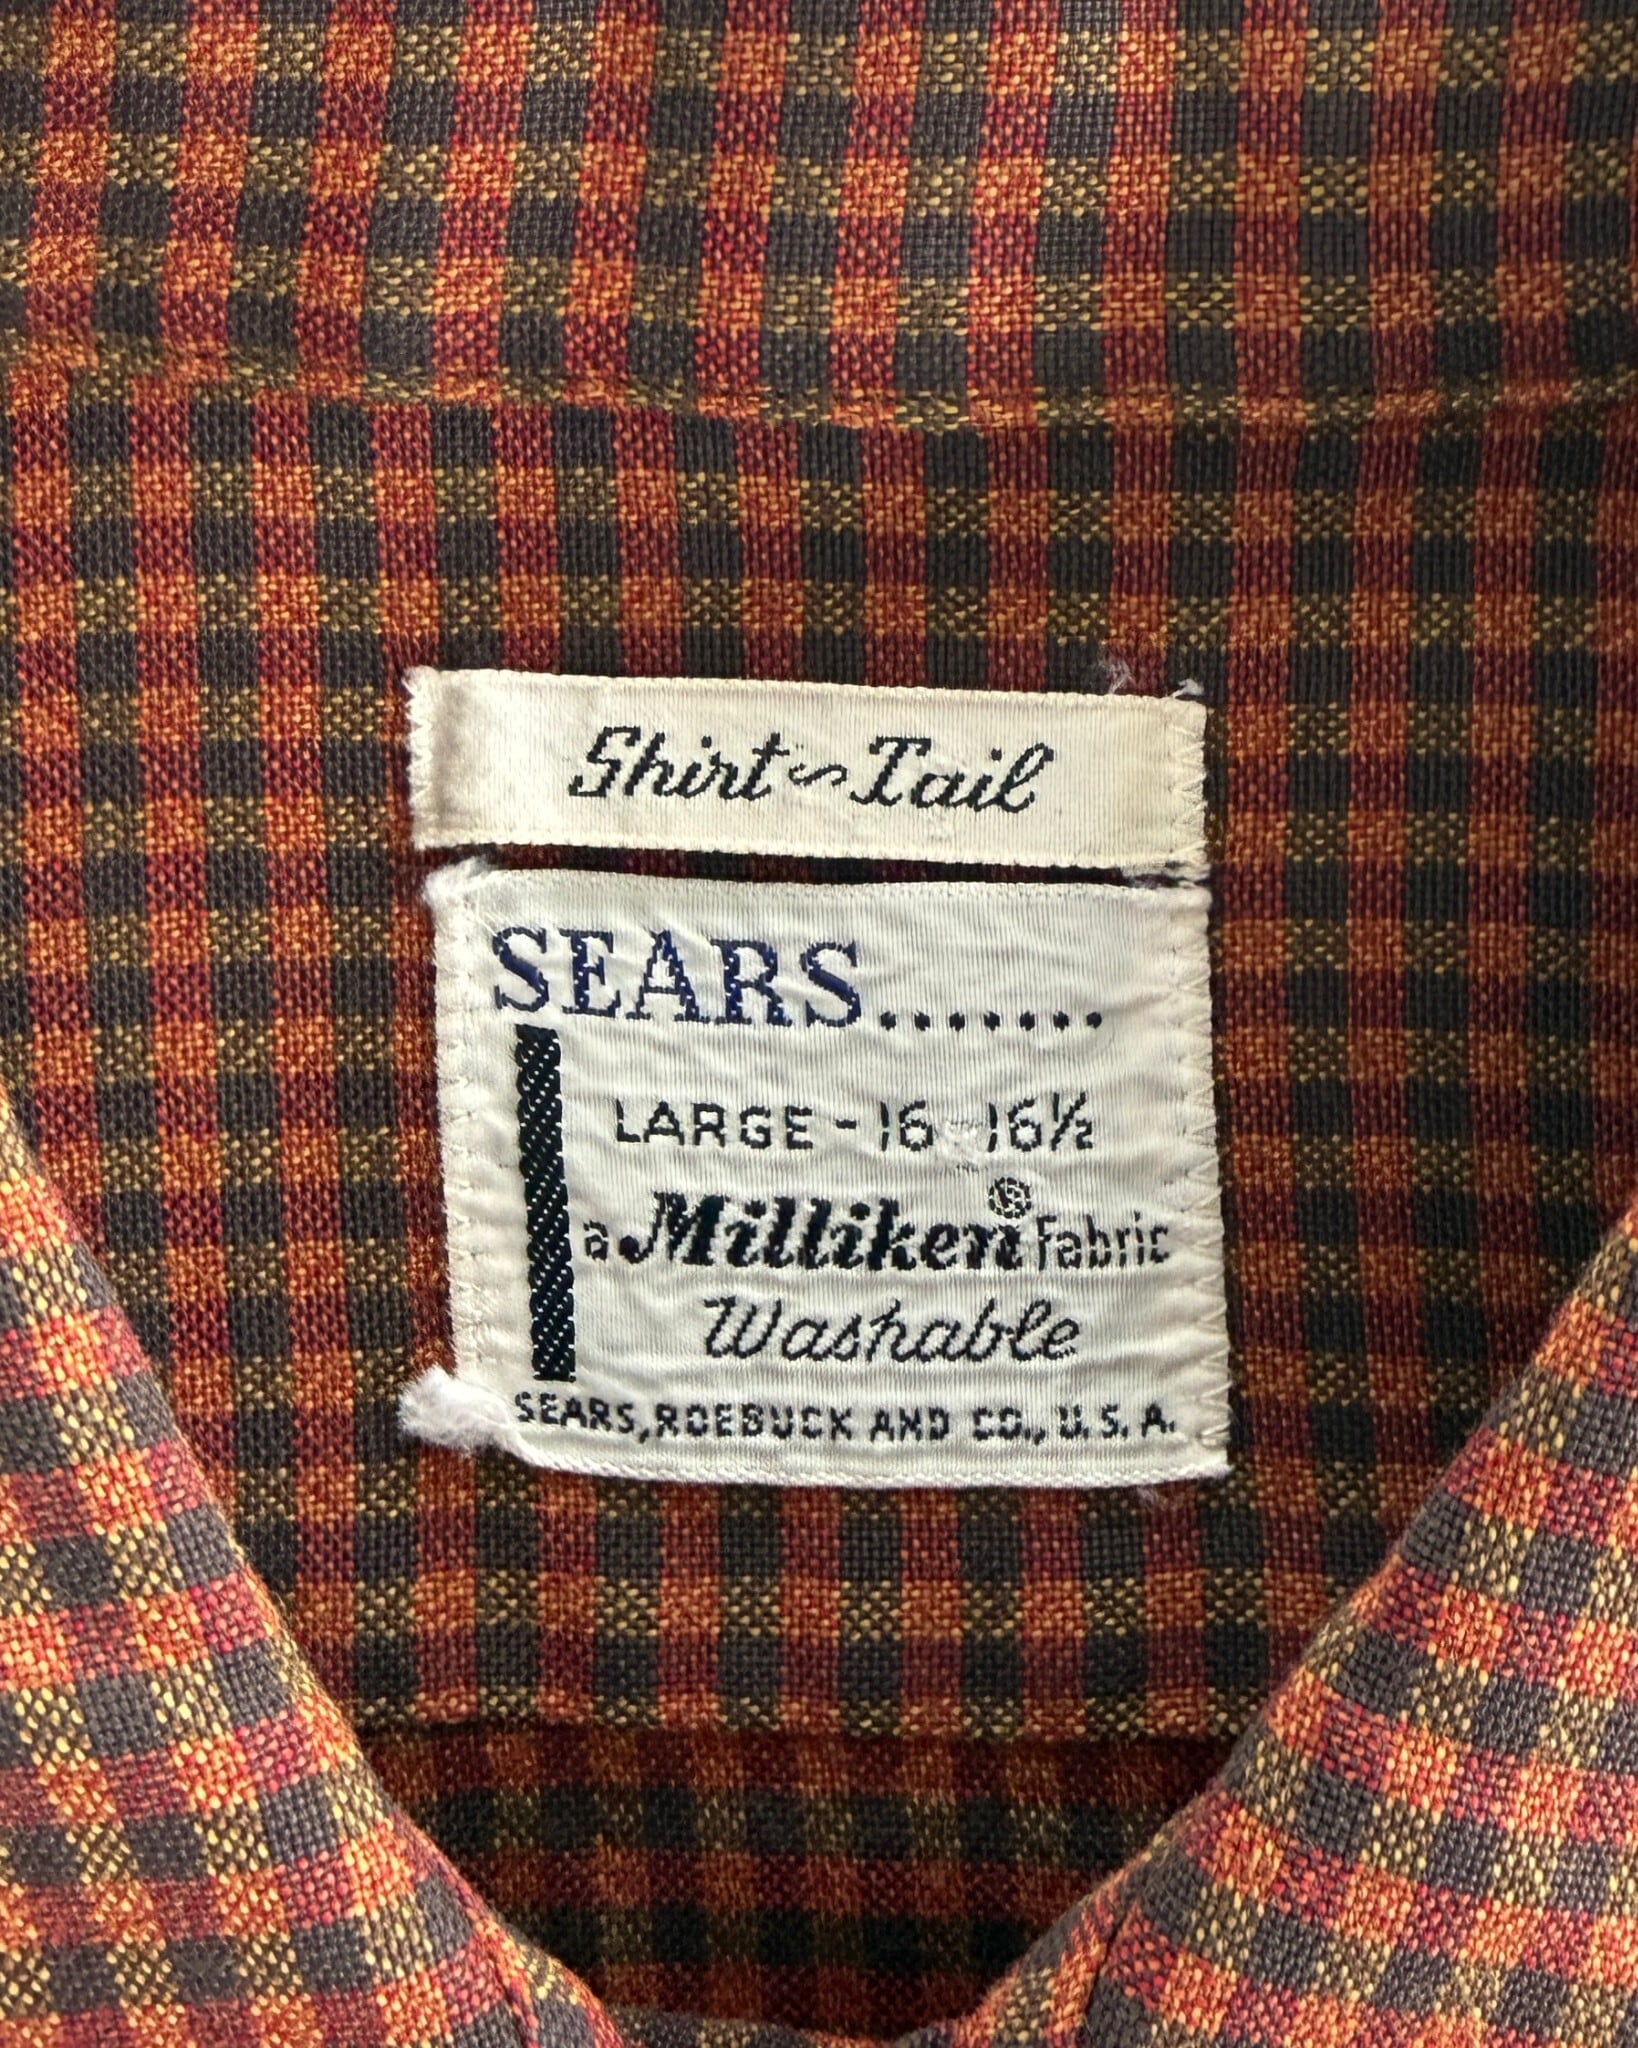 Shirt~Tail
SEARS.......
LARGE - 16 - 16½
a Milliken® Fabric
Washable
SEARS, ROEBUCK AND CO., U. S. A.